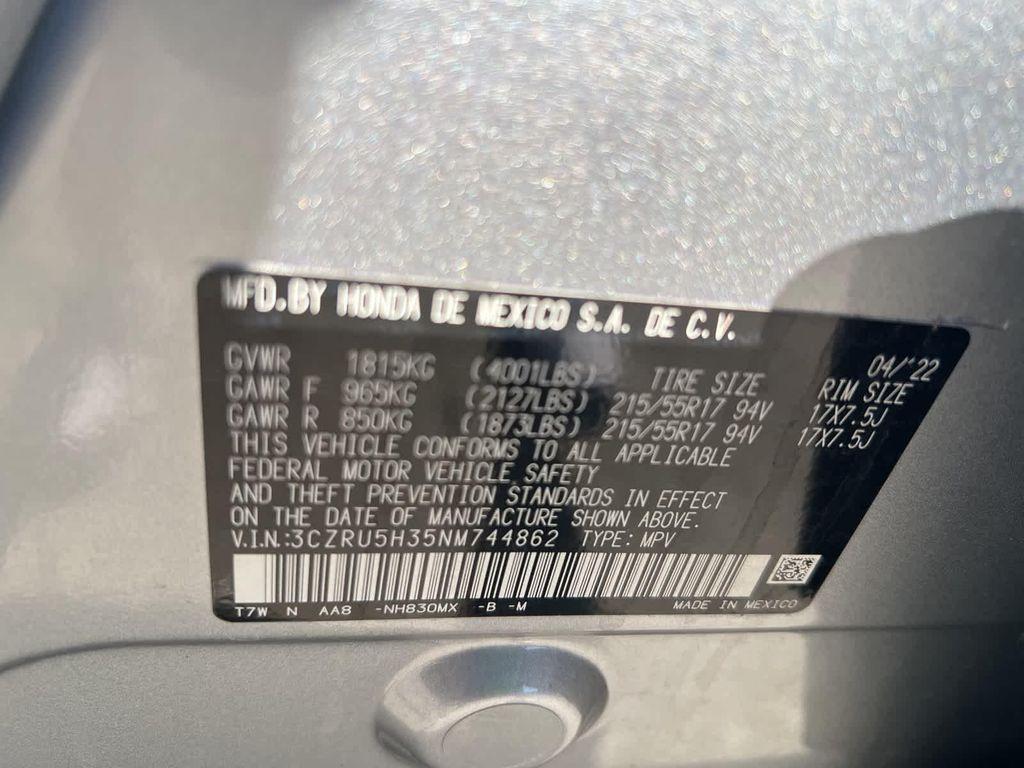 MFD.BY HONDA DE MEXICO S.A. DE C.V.
04/'22
GVWR 1815KG (4001LBS) TIRE SIZE RIM SIZE
GAWR F 965KG (2127LBS) 215/55R17 94V 17X7.5J
GAWR R 850KG (1873LBS) 215/55R17 94V 17X7.5J
THIS VEHICLE CONFORMS TO ALL APPLICABLE
FEDERAL MOTOR VEHICLE SAFETY
AND THEFT PREVENTION STANDARDS IN EFFECT
ON THE DATE OF MANUFACTURE SHOWN ABOVE.
V.I.N.:3CZRU5H35NM744862 TYPE: MPV
T7W N AA8 -NH830MX -B -M MADE IN MEXICO